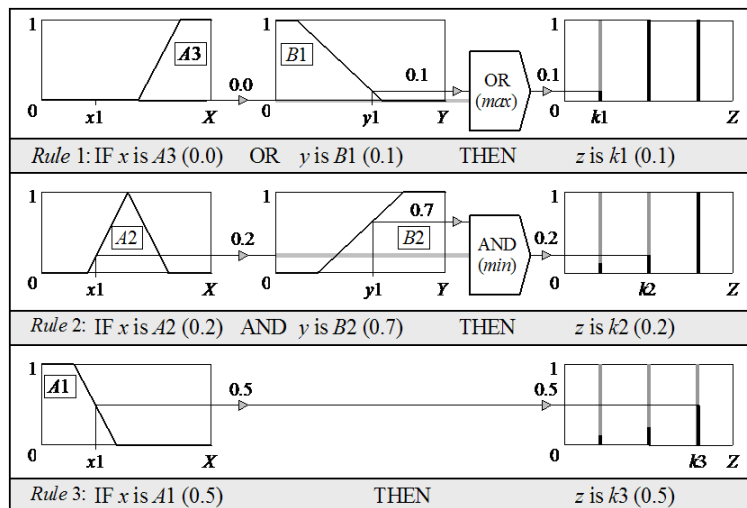 1 A3 0.0 1 B1 0.1 OR (max) 0.1 1
0 x1 X 0 y1 Y 0 k1 Z
Rule 1: IF x is A3 (0.0) OR y is B1 (0.1) THEN z is k1 (0.1)
1 A2 0.2 1 0.7 B2 AND (min) 0.2 1
0 x1 X 0 y1 Y 0 k2 Z
Rule 2: IF x is A2 (0.2) AND y is B2 (0.7) THEN z is k2 (0.2)
1 A1 0.5 0.5 1
0 x1 X 0 k3 Z
Rule 3: IF x is A1 (0.5) THEN z is k3 (0.5)